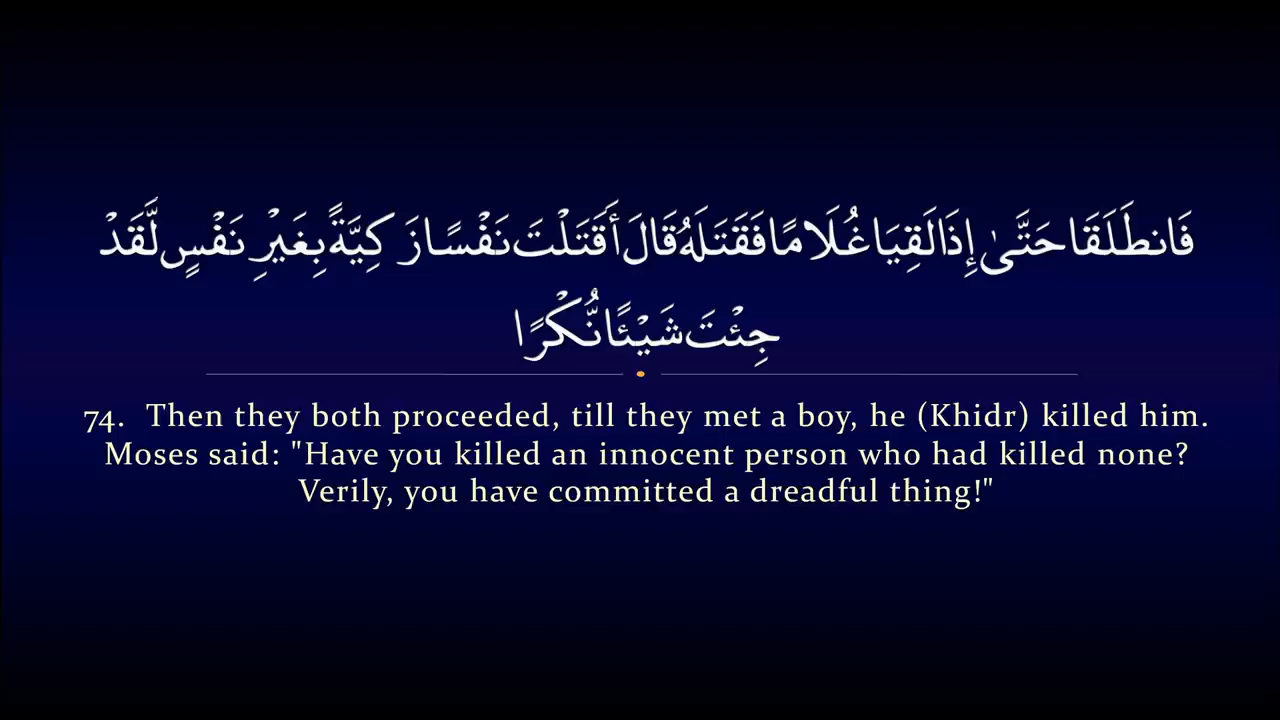 فَانطَلَقَا حَتَّىٰ إِذَا لَقِيَا غُلَامًا فَقَتَلَهُ قَالَ أَقَتَلْتَ نَفْسًا زَكِيَّةً بِغَيْرِ نَفْسٍ لَّقَدْ
جِئْتَ شَيْئًا نُّكْرًا
74. Then they both proceeded, till they met a boy, he (Khidr) killed him.
Moses said: "Have you killed an innocent person who had killed none?
Verily, you have committed a dreadful thing!"